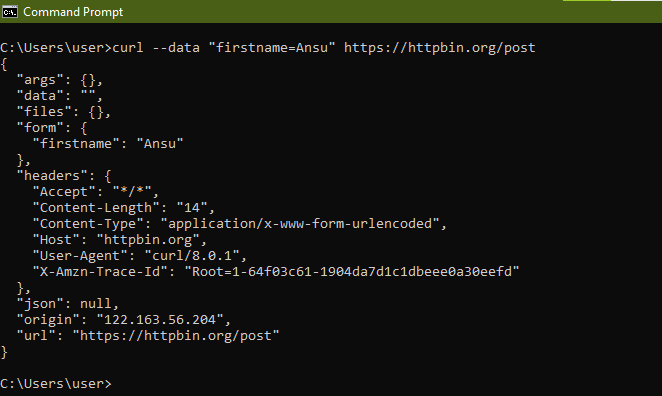 Command Prompt
C:\Users\user>curl --data "firstname=Ansu" https://httpbin.org/post
{
  "args": {},
  "data": "",
  "files": {},
  "form": {
    "firstname": "Ansu"
  },
  "headers": {
    "Accept": "*/*",
    "Content-Length": "14",
    "Content-Type": "application/x-www-form-urlencoded",
    "Host": "httpbin.org",
    "User-Agent": "curl/8.0.1",
    "X-Amzn-Trace-Id": "Root=1-64f03c61-1904da7d1c1dbeee0a30eefd"
  },
  "json": null,
  "origin": "122.163.56.204",
  "url": "https://httpbin.org/post"
}
C:\Users\user>